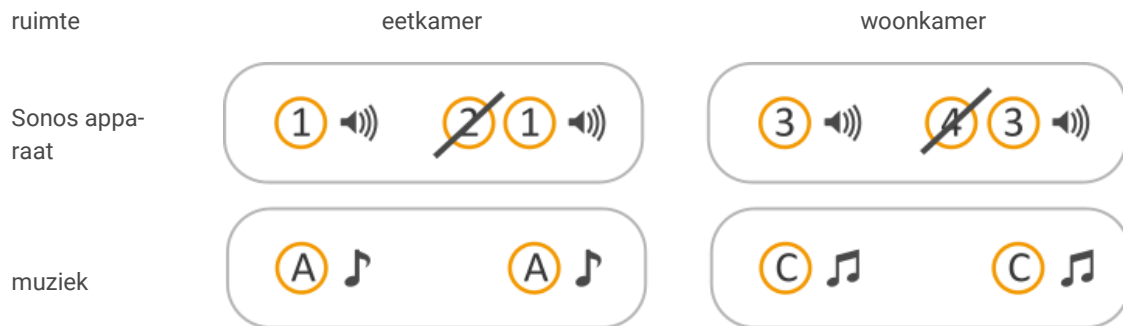 ruimte eetkamer woonkamer
Sonos appa-
raat
1 2 1 3 4 3
muziek A A C C